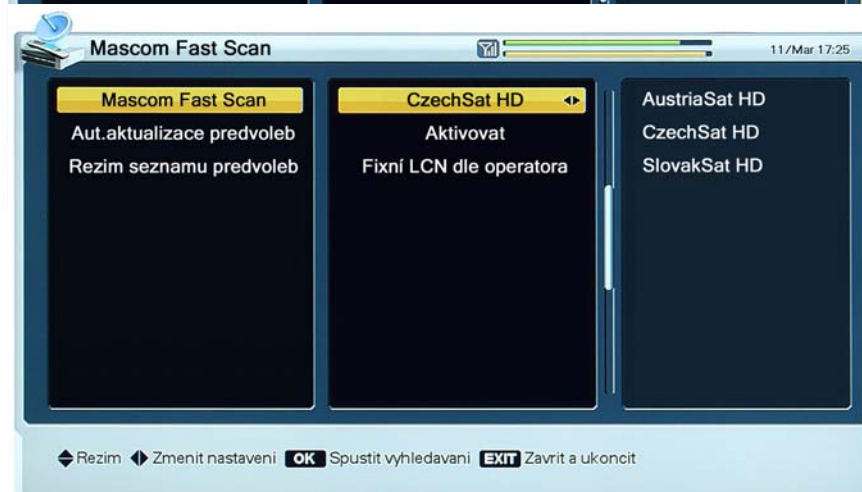 Mascom Fast Scan
11/Mar 17:25
Mascom Fast Scan
CzechSat HD
AustriaSat HD
Aut.aktualizace predvoleb
Aktivovat
CzechSat HD
Rezim seznamu predvoleb
Fixní LCN dle operatora
SlovakSat HD
Rezim Zmenit nastaveni OK Spustit vyhledavani EXIT Zavrit a ukoncit